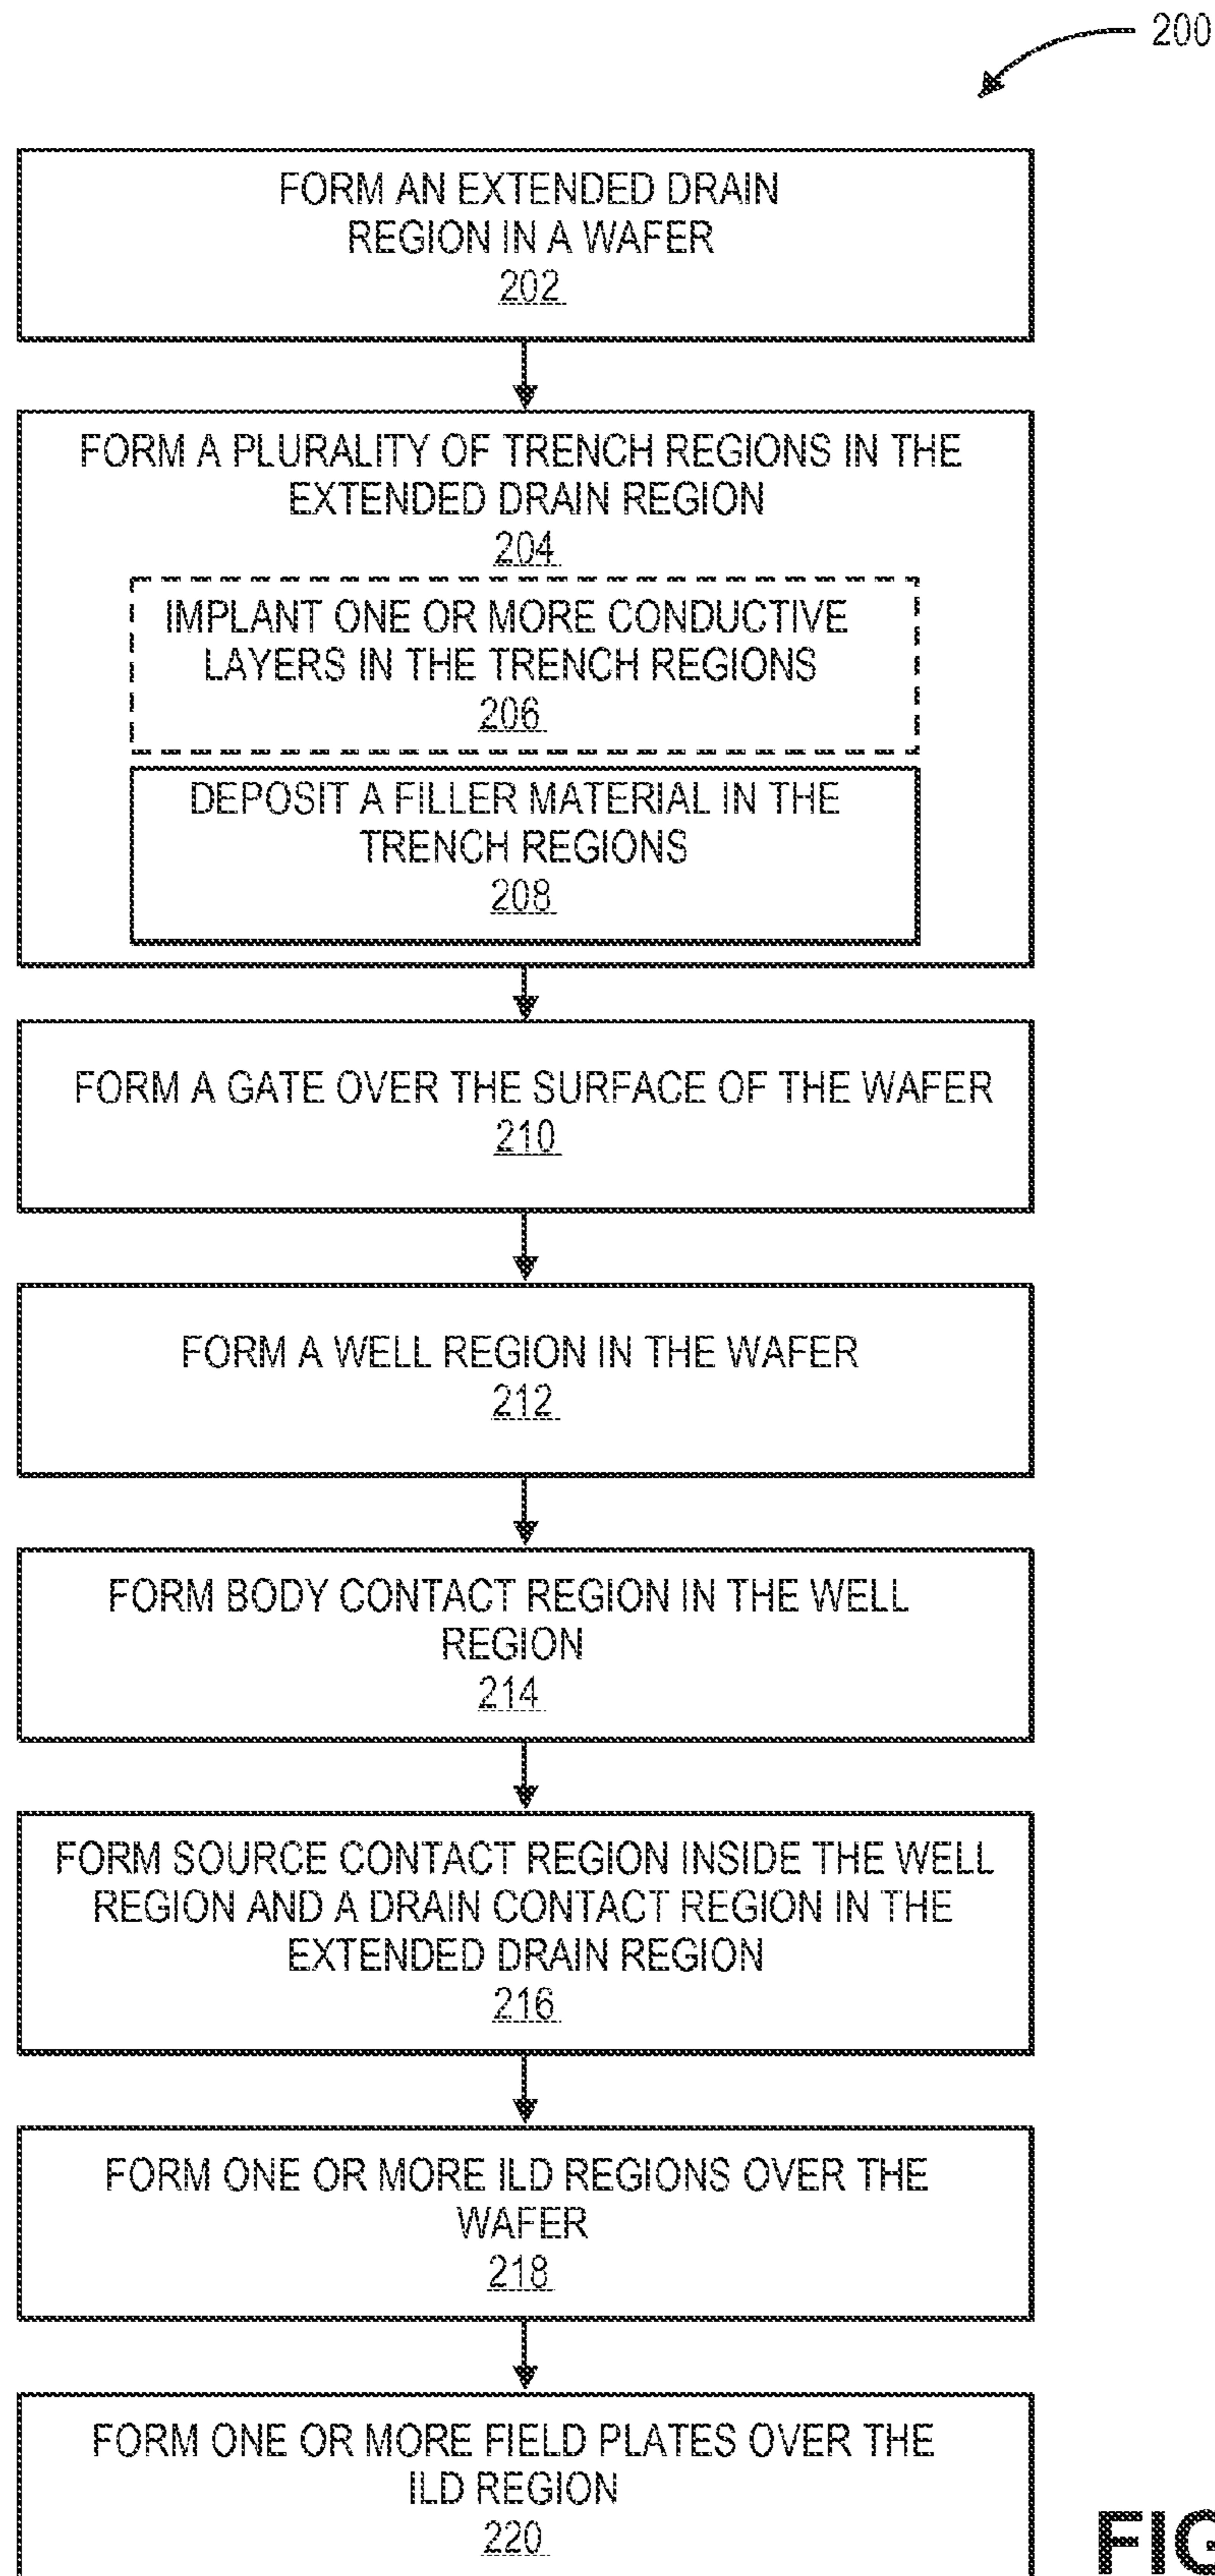 200
FORM AN EXTENDED DRAIN
REGION IN A WAFER
202
FORM A PLURALITY OF TRENCH REGIONS IN THE
EXTENDED DRAIN REGION
204
IMPLANT ONE OR MORE CONDUCTIVE
LAYERS IN THE TRENCH REGIONS
206
DEPOSIT A FILLER MATERIAL IN THE
TRENCH REGIONS
208
FORM A GATE OVER THE SURFACE OF THE WAFER
210
FORM A WELL REGION IN THE WAFER
212
FORM BODY CONTACT REGION IN THE WELL
REGION
214
FORM SOURCE CONTACT REGION INSIDE THE WELL
REGION AND A DRAIN CONTACT REGION IN THE
EXTENDED DRAIN REGION
216
FORM ONE OR MORE ILD REGIONS OVER THE
WAFER
218
FORM ONE OR MORE FIELD PLATES OVER THE
ILD REGION
220
FIG